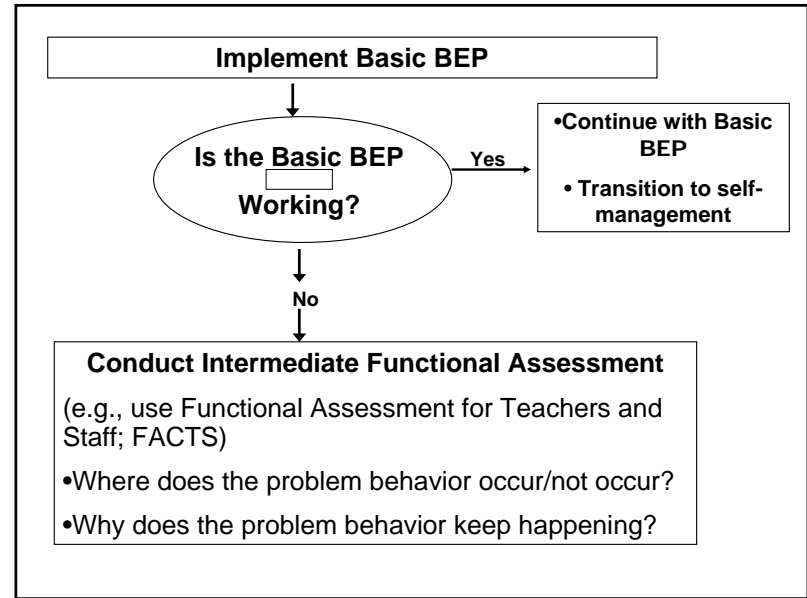 Implement Basic BEP
Is the Basic BEP
Working?
Yes
•Continue with Basic
BEP
• Transition to self-
management
No
Conduct Intermediate Functional Assessment
(e.g., use Functional Assessment for Teachers and
Staff; FACTS)
•Where does the problem behavior occur/not occur?
•Why does the problem behavior keep happening?